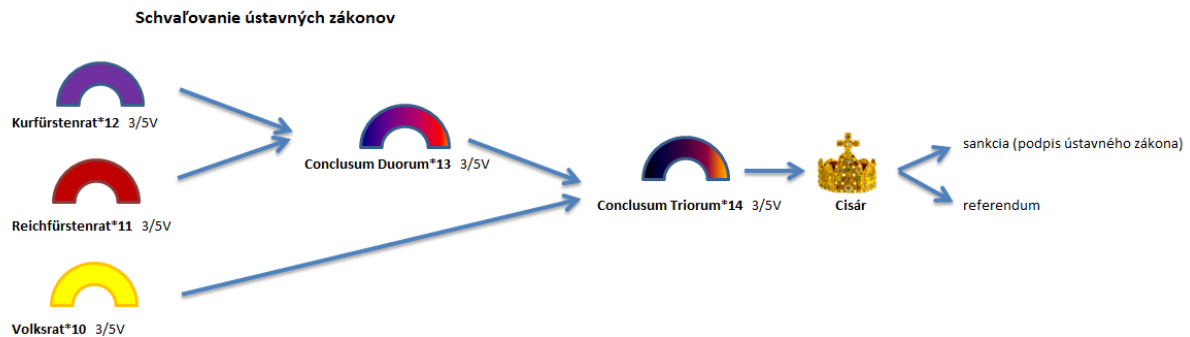 Schvaľovanie ústavných zákonov
Kurfürstenrat*12 3/5V
Reichfürstenrat*11 3/5V
Volksrat*10 3/5V
Conclusum Duorum*13 3/5V
Conclusum Triorum*14 3/5V
Cisár
sankcia (podpis ústavného zákona)
referendum